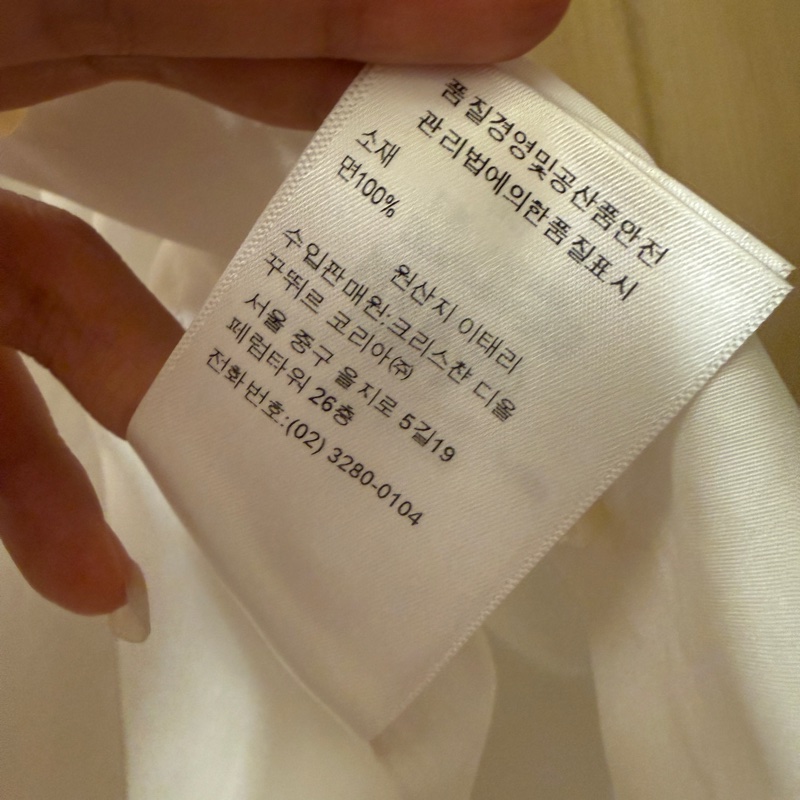 품질경영및공산품안전
관리법에의한품질표시
소재
면100%
원산지 이태리
수입판매원:크리스챤 디올
꾸뛰르 코리아㈜
서울 중구 을지로 5길19
페럼타워 26층
전화번호:(02) 3280-0104